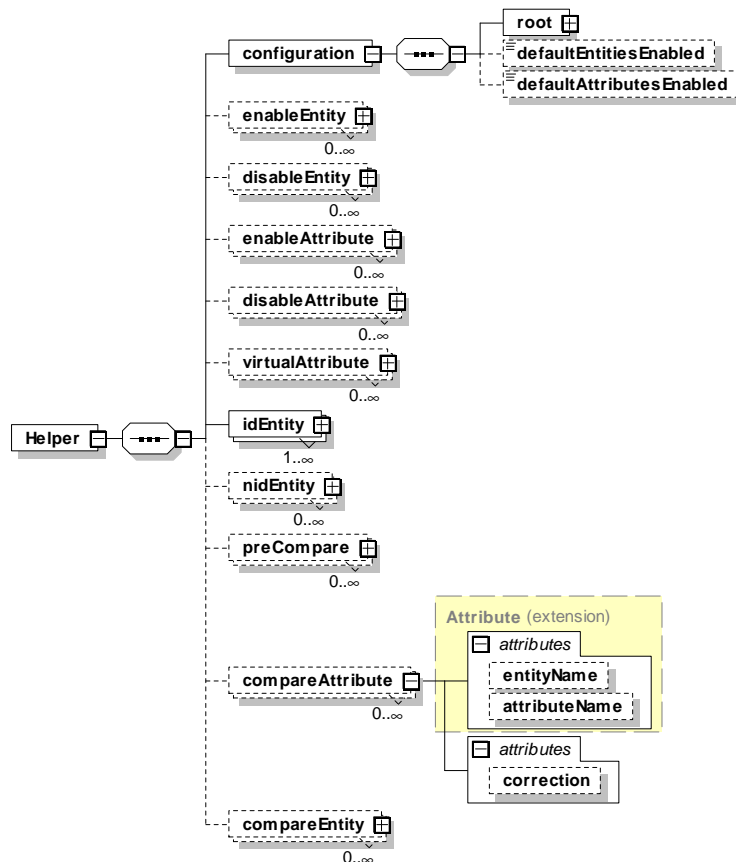 root
configuration
defaultEntitiesEnabled
defaultAttributesEnabled
enableEntity
0..∞
disableEntity
0..∞
enableAttribute
0..∞
disableAttribute
0..∞
virtualAttribute
0..∞
Helper
idEntity
1..∞
nidEntity
0..∞
preCompare
0..∞
Attribute (extension)
attributes
entityName
compareAttribute
0..∞
attributeName
attributes
correction
compareEntity
0..∞